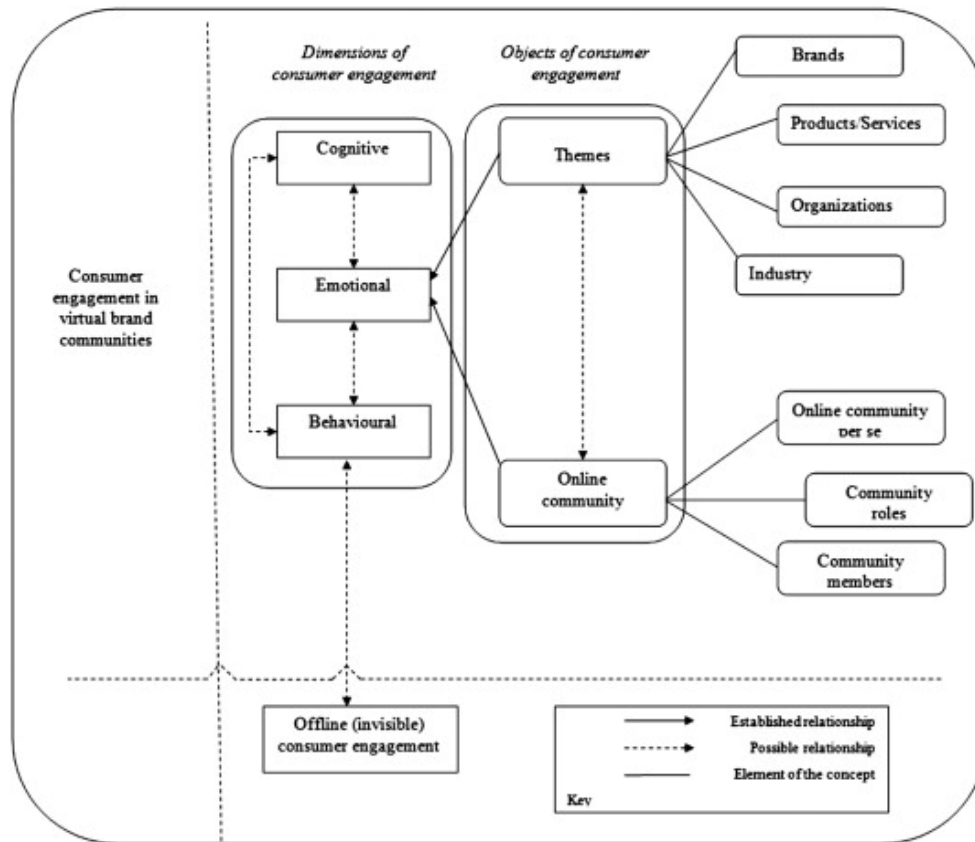 Dimensions of
consumer engagement
Objects of consumer
engagement
Brands
Products/Services
Organizations
Industry
Cognitive
Themes
Emotional
Consumer
engagement in
virtual brand
communities
Behavioural
Online
community
Online community
per se
Community
roles
Community
members
Offline (invisible)
consumer engagement
Established relationship
Possible relationship
Element of the concept
Key